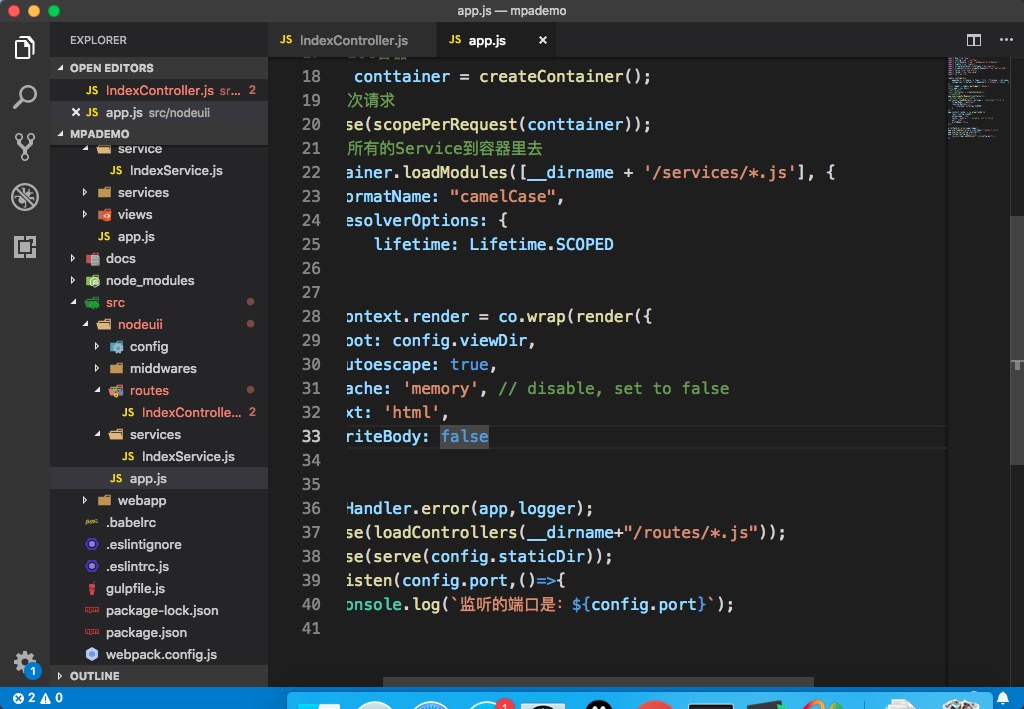 app.js — mpademo
EXPLORER
OPEN EDITORS
JS IndexController.js sr... 2
JS app.js src/nodeuii
MPADEMO
service
JS IndexService.js
services
views
JS app.js
docs
node_modules
src
nodeuii
config
middwares
routes
JS IndexControlle... 2
services
JS IndexService.js
JS app.js
webapp
.babelrc
.eslintignore
.eslintrc.js
gulpfile.js
package-lock.json
package.json
webpack.config.js
OUTLINE
1
2 0
JS IndexController.js
JS app.js
18 conttainer = createContainer();
19 次请求
20 se(scopePerRequest(conttainer));
21 所有的Service到容器里去
22 ainer.loadModules([__dirname + '/services/*.js'], {
23 ormatName: "camelCase",
24 esolverOptions: {
25 lifetime: Lifetime.SCOPED
26
27
28 ontext.render = co.wrap(render({
29 oot: config.viewDir,
30 utoescape: true,
31 ache: 'memory', // disable, set to false
32 xt: 'html',
33 riteBody: false
34
35
36 Handler.error(app,logger);
37 se(loadControllers(__dirname+"/routes/*.js"));
38 se(serve(config.staticDir));
39 isten(config.port,()=>{
40 onsole.log(`监听的端口是: ${config.port}`);
41
1